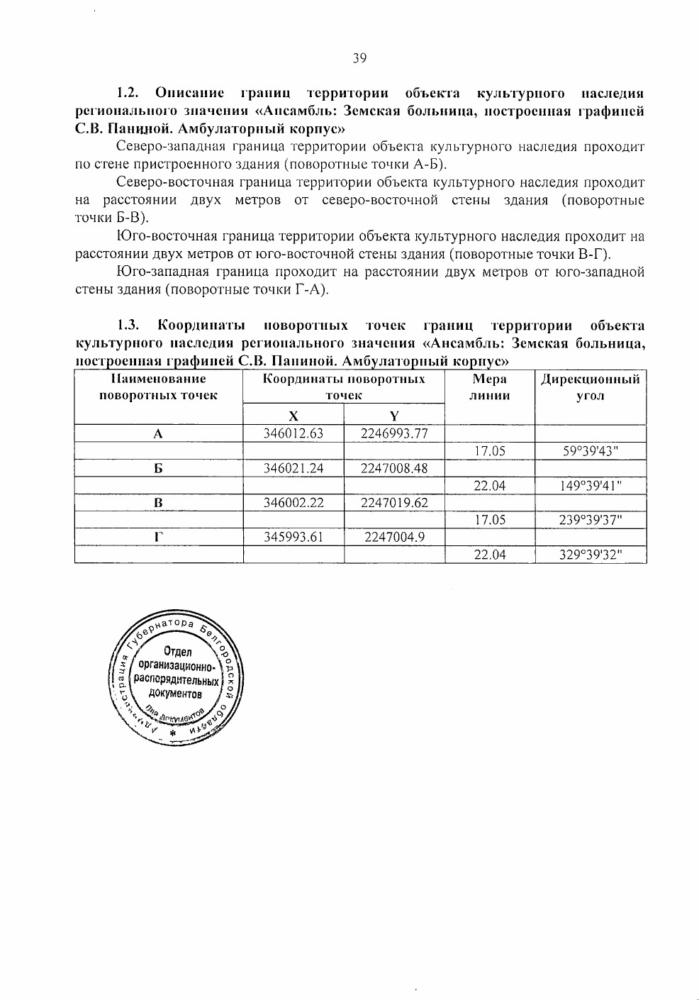 39
1.2. Описание границ территории объекта культурного наследия
регионального значения «Ансамбль: Земская больница, построенная графиней
С.В. Паниной. Амбулаторный корпус»
Северо-западная граница территории объекта культурного наследия проходит
по стене пристроенного здания (поворотные точки А-Б).
Северо-восточная граница территории объекта культурного наследия проходит
на расстоянии двух метров от северо-восточной стены здания (поворотные
точки Б-В).
Юго-восточная граница территории объекта культурного наследия проходит на
расстоянии двух метров от юго-восточной стены здания (поворотные точки В-Г).
Юго-западная граница проходит на расстоянии двух метров от юго-западной
стены здания (поворотные точки Г-А).
1.3. Координаты поворотных точек границ территории объекта
культурного наследия регионального значения «Ансамбль: Земская больница,
построенная графиней С.В. Паниной. Амбулаторный корпус»
Наименование поворотных точек Координаты поворотных точек Мера линии Дирекционный угол
X Y
А 346012.63 2246993.77
17.05 59°39'43"
Б 346021.24 2247008.48
22.04 149°39'41"
В 346002.22 2247019.62
17.05 239°39'37"
Г 345993.61 2247004.9
22.04 329°39'32"
Администрация Губернатора Белгородской области
Отдел
организационно-
распорядительных
документов
*